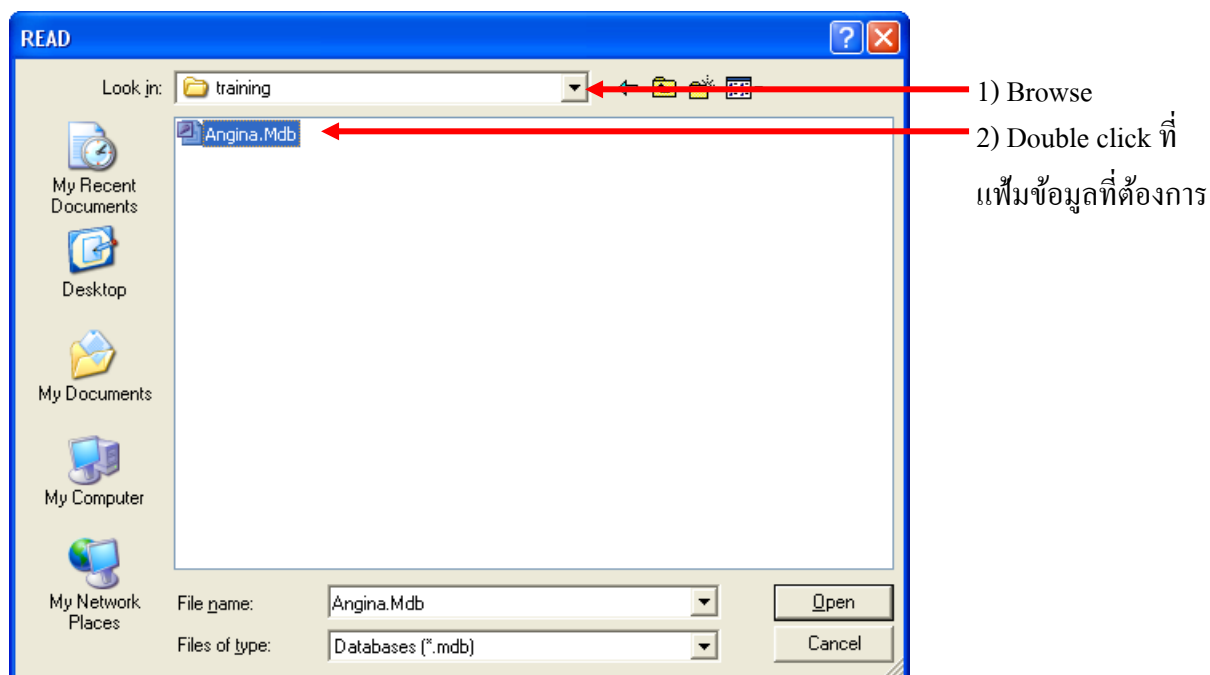 READ
Look in:
training
1) Browse
Angina.Mdb
2) Double click ที่
แฟ้มข้อมูลที่ต้องการ
My Recent
Documents
Desktop
My Documents
My Computer
My Network
Places
File name:
Angina.Mdb
Open
Files of type:
Databases (*.mdb)
Cancel